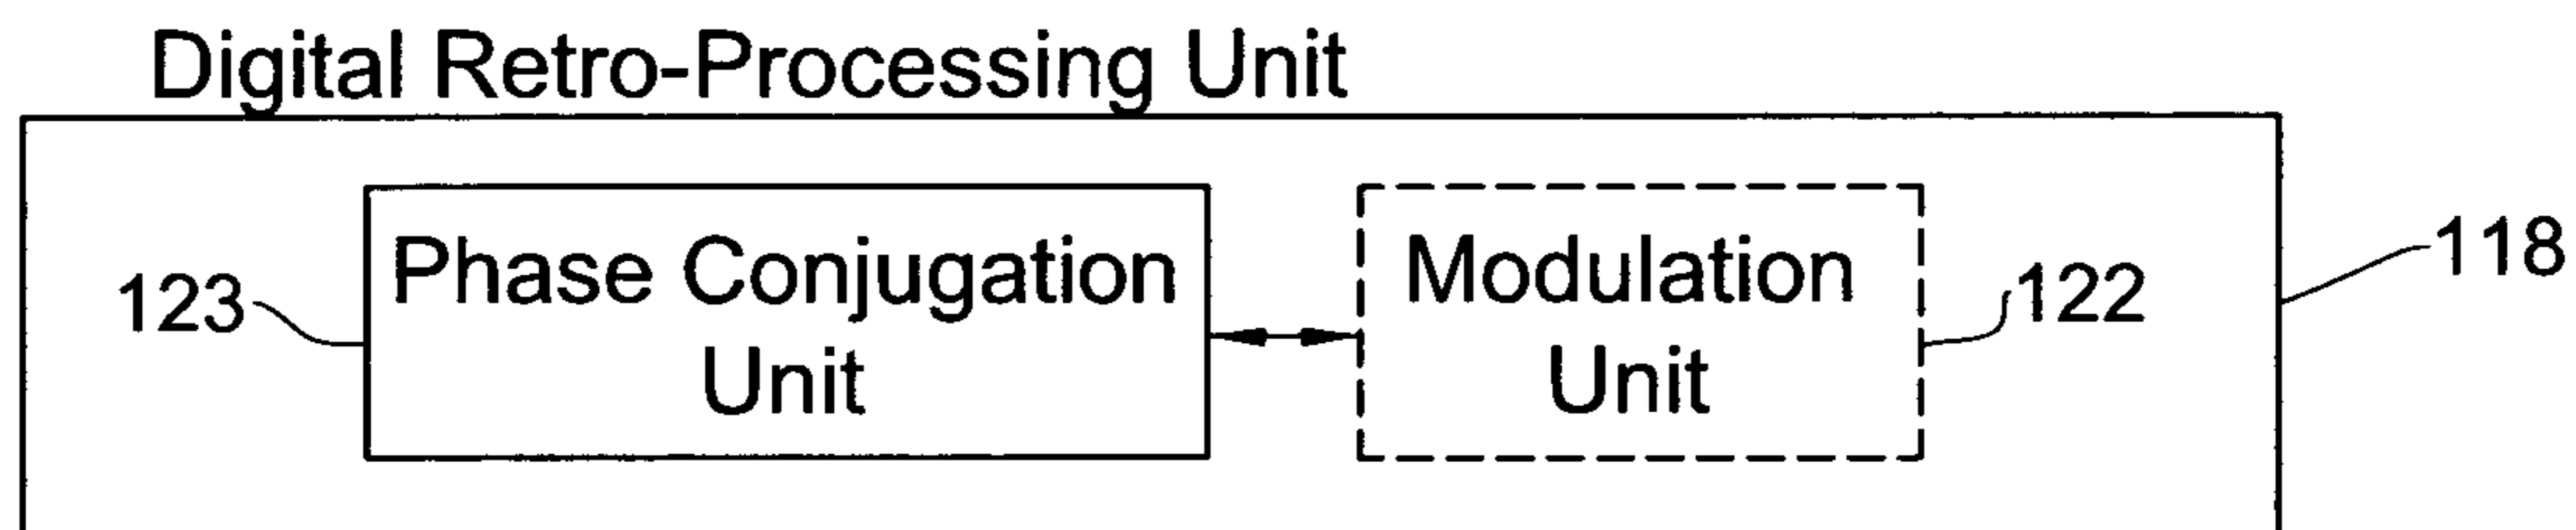 Digital Retro-Processing Unit
118
123
Phase Conjugation
Unit
Modulation
Unit
122